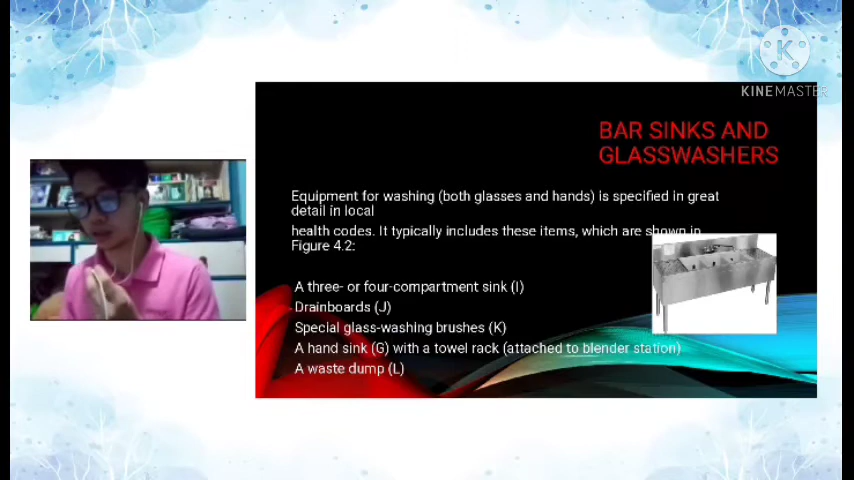 KINEMASTER
BAR SINKS AND
GLASSWASHERS
Equipment for washing (both glasses and hands) is specified in great
detail in local
health codes. It typically includes these items, which are shown in
Figure 4.2:
A three- or four-compartment sink (I)
Drainboards (J)
Special glass-washing brushes (K)
A hand sink (G) with a towel rack (attached to blender station)
A waste dump (L)